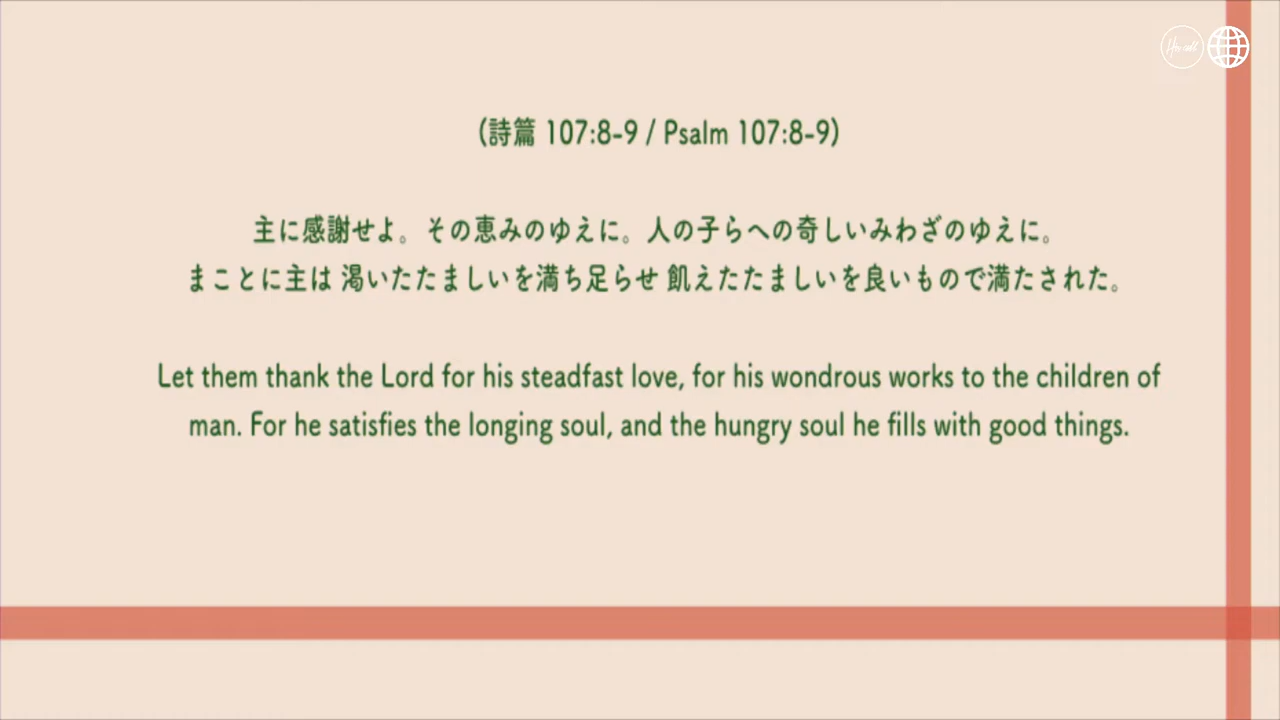 (詩篇 107:8-9 / Psalm 107:8-9)
主に感謝せよ。その恵みのゆえに。人の子らへの奇しいみわざのゆえに。
まことに主は 渇いたたましいを満ち足らせ 飢えたたましいを良いもので満たされた。
Let them thank the Lord for his steadfast love, for his wondrous works to the children of
man. For he satisfies the longing soul, and the hungry soul he fills with good things.